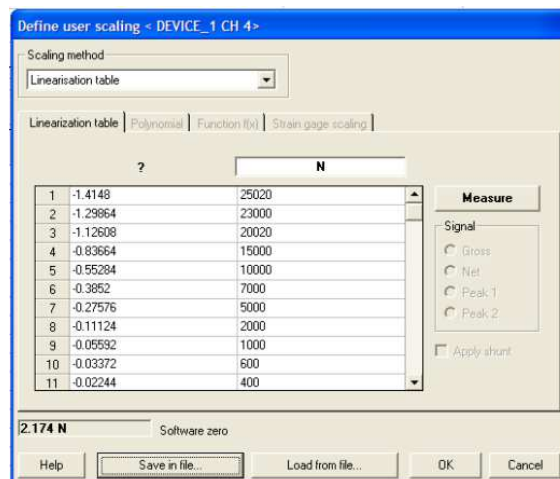 Define user scaling < DEVICE_1 CH 4>
Scaling method
Linearisation table
Linearization table Polynomial Function f(x) Strain gage scaling
? N
1 -1.4148 25020
2 -1.29864 23000
3 -1.12608 20020
4 -0.83664 15000
5 -0.55284 10000
6 -0.3852 7000
7 -0.27576 5000
8 -0.11124 2000
9 -0.05592 1000
10 -0.03372 600
11 -0.02244 400
Measure
Signal
Gross
Net
Peak 1
Peak 2
Apply shunt
2.174 N Software zero
Help Save in file... Load from file... OK Cancel